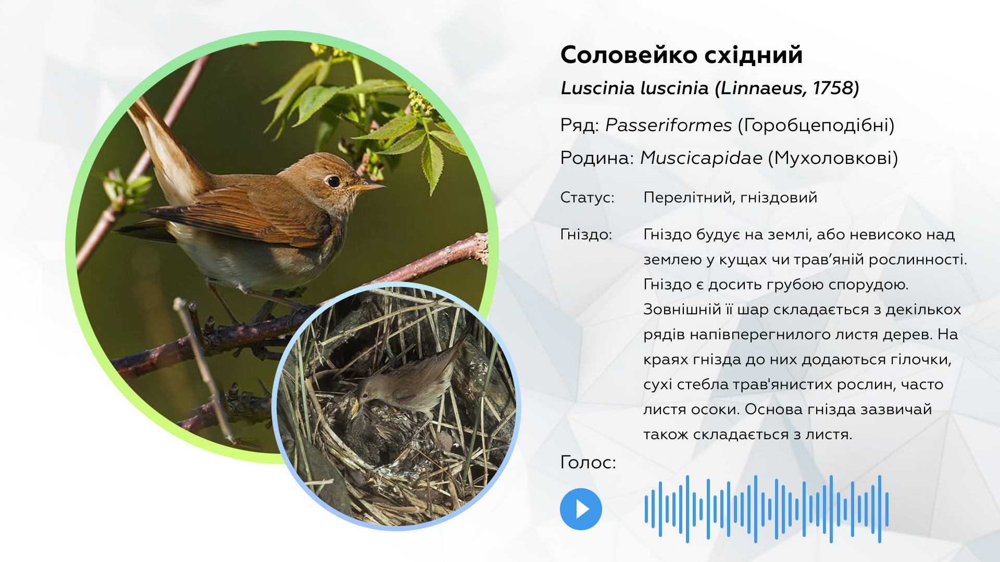 Соловейко східний
Luscinia luscinia (Linnaeus, 1758)
Ряд: Passeriformes (Горобцеподібні)
Родина: Muscicapidae (Мухоловкові)
Статус: Перелітний, гніздовий
Гніздо: Гніздо будує на землі, або невисоко над
землею у кущах чи трав’яній рослинності.
Гніздо є досить грубою спорудою.
Зовнішній її шар складається з декількох
рядів напівперегнилого листя дерев. На
краях гнізда до них додаються гілочки,
сухі стебла трав'янистих рослин, часто
листя осоки. Основа гнізда зазвичай
також складається з листя.
Голос: